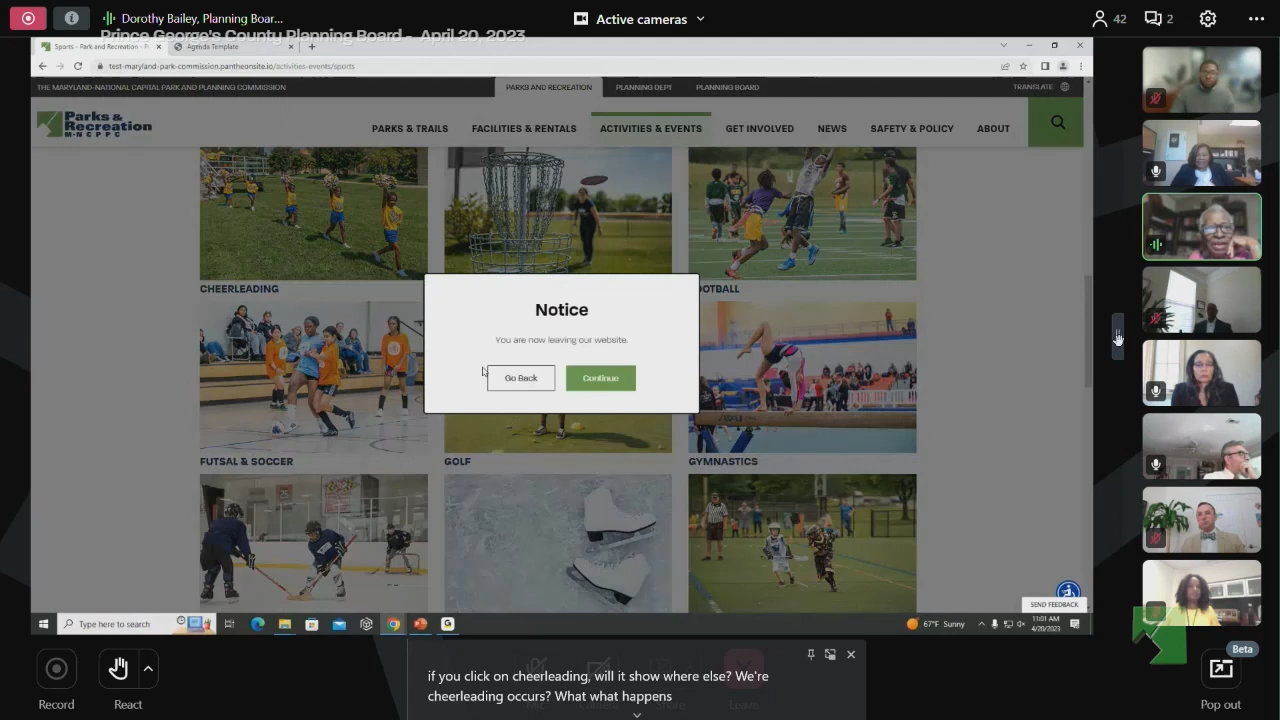 Dorothy Bailey, Planning Boar...
Active cameras
42
2
Prince George's County Planning Board - April 20, 2023
Sports - Park and Recreation - P
Agenda Template
test-maryland-park-commission.pantheonsite.io/activities-events/sports
THE MARYLAND-NATIONAL CAPITAL PARK AND PLANNING COMMISSION
PARKS AND RECREATION
PLANNING DEPT
PLANNING BOARD
TRANSLATE
Parks &
Recreation
M-NCPPC
PARKS & TRAILS
FACILITIES & RENTALS
ACTIVITIES & EVENTS
GET INVOLVED
NEWS
SAFETY & POLICY
ABOUT
CHEERLEADING
OOTBALL
Notice
You are now leaving our website.
Go Back
Continue
FUTSAL & SOCCER
GOLF
GYMNASTICS
SEND FEEDBACK
Type here to search
67°F Sunny
11:01 AM
4/20/2023
Record
React
if you click on cheerleading, will it show where else? We're
cheerleading occurs? What what happens
Share
Leave
Beta
Pop out